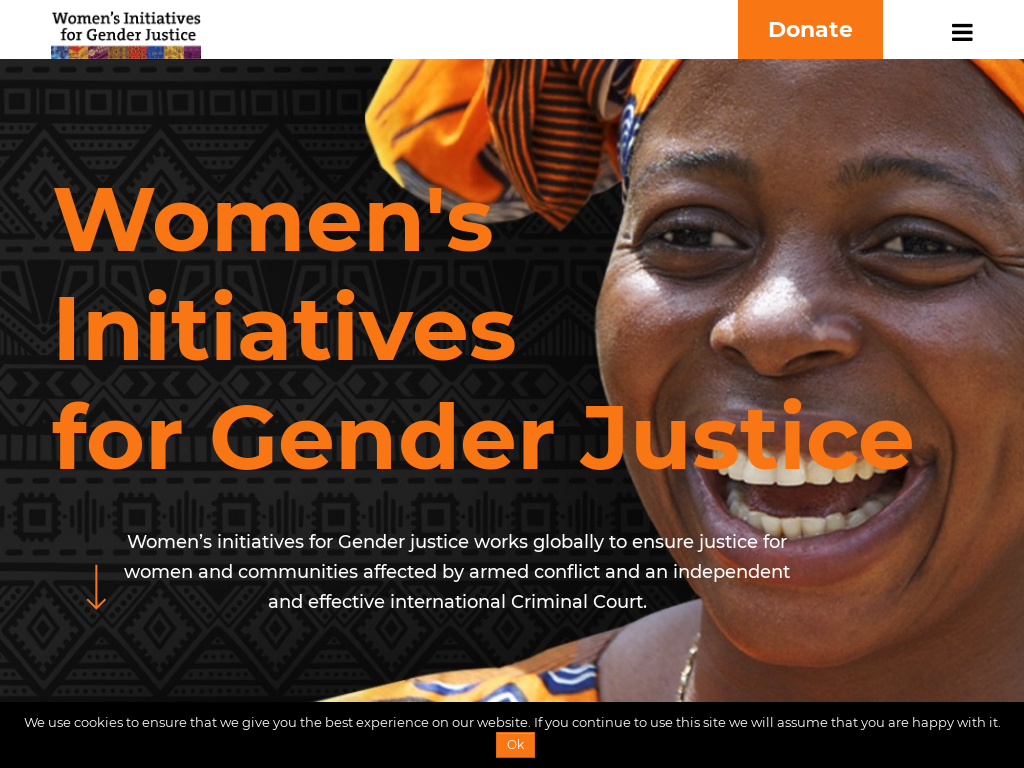 Women's Initiatives
for Gender Justice
Donate
Women's
Initiatives
for Gender Justice
Women’s initiatives for Gender justice works globally to ensure justice for
women and communities affected by armed conflict and an independent
and effective international Criminal Court.
We use cookies to ensure that we give you the best experience on our website. If you continue to use this site we will assume that you are happy with it.
Ok